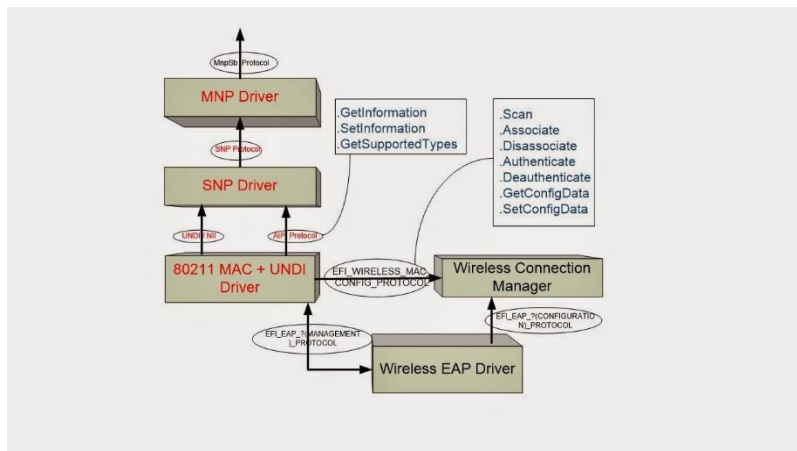 MnpSb Protocol
MNP Driver
SNP Protocol
SNP Driver
UNDI / NII
AIP Protocol
80211 MAC + UNDI
Driver
.GetInformation
.SetInformation
.GetSupportedTypes
.Scan
.Associate
.Disassociate
.Authenticate
.Deauthenticate
.GetConfigData
.SetConfigData
EFI_WIRELESS_MAC_
CONFIG_PROTOCOL
Wireless Connection
Manager
EFI_EAP_?(MANAGEMENT
)_PROTOCOL
EFI_EAP_?(CONFIGURATIO
N)_PROTOCOL
Wireless EAP Driver